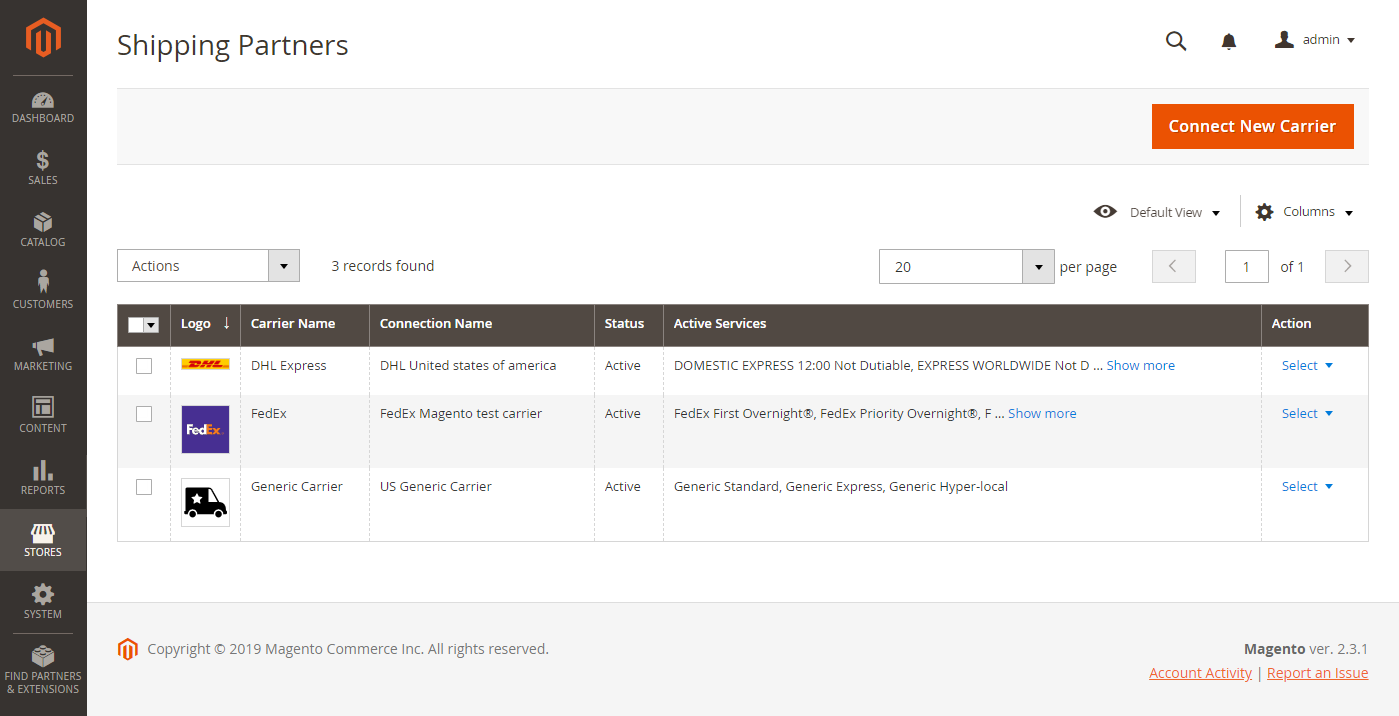 Shipping Partners
admin
Connect New Carrier
DASHBOARD
SALES
CATALOG
CUSTOMERS
MARKETING
CONTENT
REPORTS
STORES
SYSTEM
FIND PARTNERS
& EXTENSIONS
Default View
Columns
Actions
3 records found
20 per page
1 of 1
Logo ↓ Carrier Name Connection Name Status Active Services Action
DHL DHL Express DHL United states of america Active DOMESTIC EXPRESS 12:00 Not Dutiable, EXPRESS WORLDWIDE Not D ... Show more Select
FedEx FedEx FedEx Magento test carrier Active FedEx First Overnight®, FedEx Priority Overnight®, F ... Show more Select
Generic Carrier US Generic Carrier Active Generic Standard, Generic Express, Generic Hyper-local Select
Copyright © 2019 Magento Commerce Inc. All rights reserved.
Magento ver. 2.3.1
Account Activity | Report an Issue